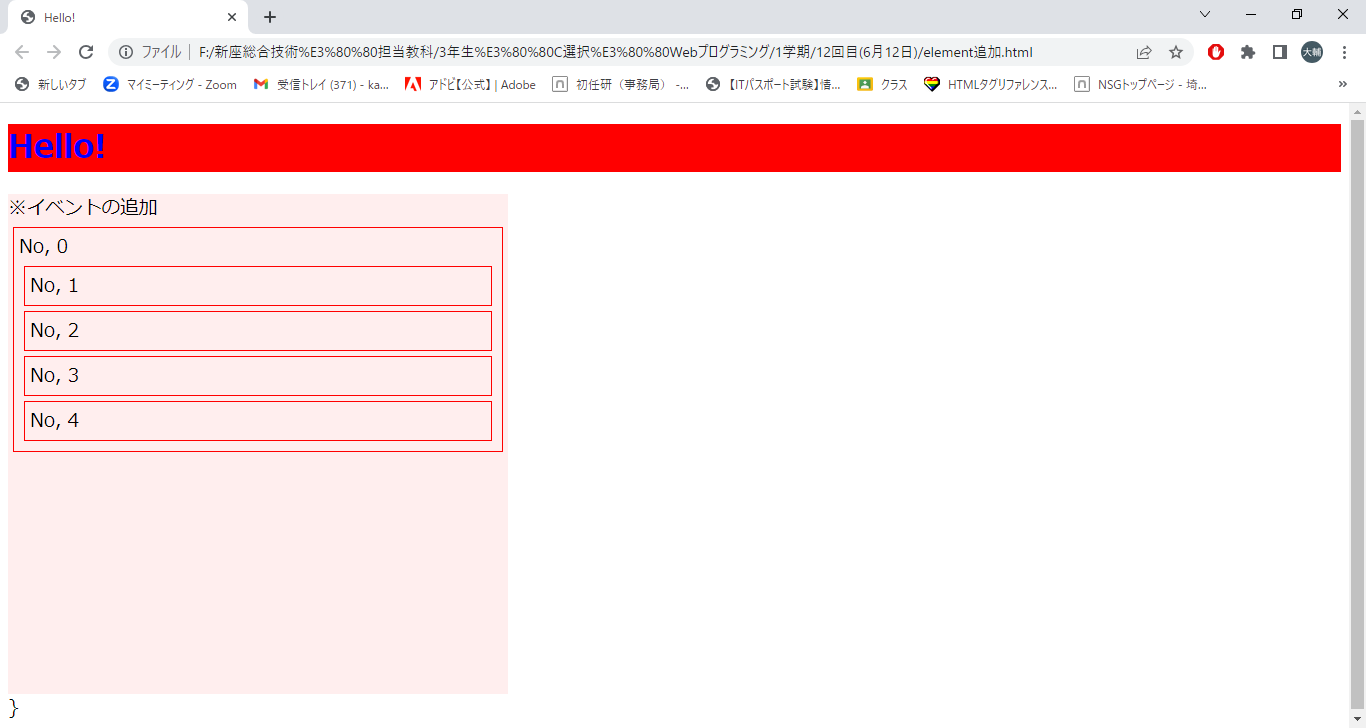 Hello!
ファイル F:/新座総合技術%E3%80%80担当教科/3年生%E3%80%80C選択%E3%80%80Webプログラミング/1学期/12回目(6月12日)/element追加.html 大輔
新しいタブ マイミーティング - Zoom 受信トレイ (371) - ka... アドビ【公式】 | Adobe 初任研（事務局） -... 【ITパスポート試験】情... クラス HTMLタグリファレンス... NSGトップページ - 埼... »
Hello!
※イベントの追加
No, 0
No, 1
No, 2
No, 3
No, 4
}